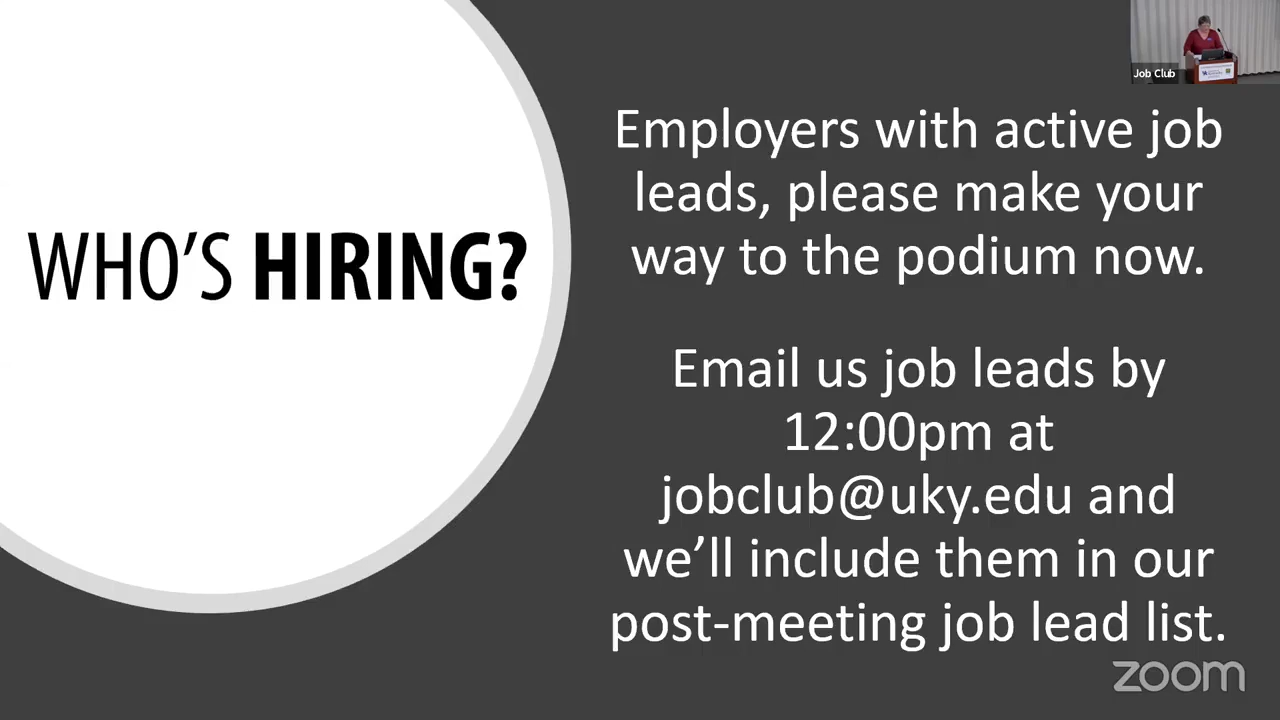 WHO'S HIRING?
Employers with active job
leads, please make your
way to the podium now.
Email us job leads by
12:00pm at
jobclub@uky.edu and
we'll include them in our
post-meeting job lead list.
Job Club
zoom